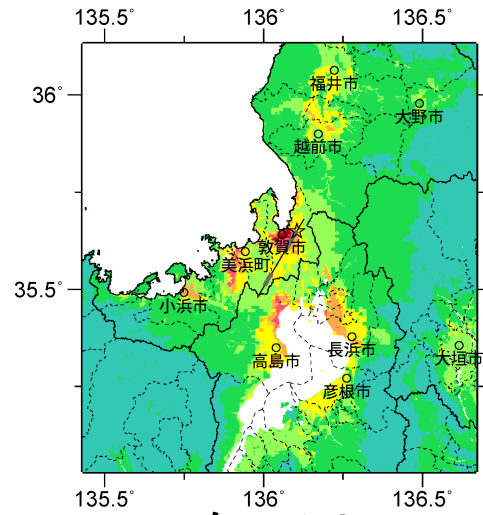 135.5° 136° 136.5°
36°
福井市
大野市
越前市
敦賀市
美浜町
35.5°
小浜市
高島市
長浜市
大垣市
彦根市
135.5° 136° 136.5°